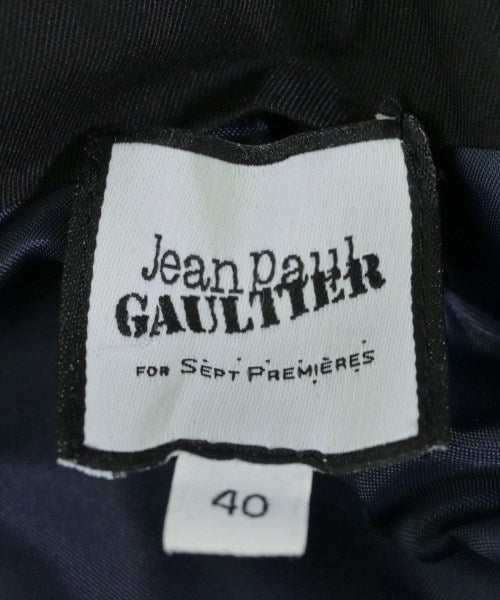 Jean Paul
GAULTIER
FOR SEPT PREMIÈRES
40